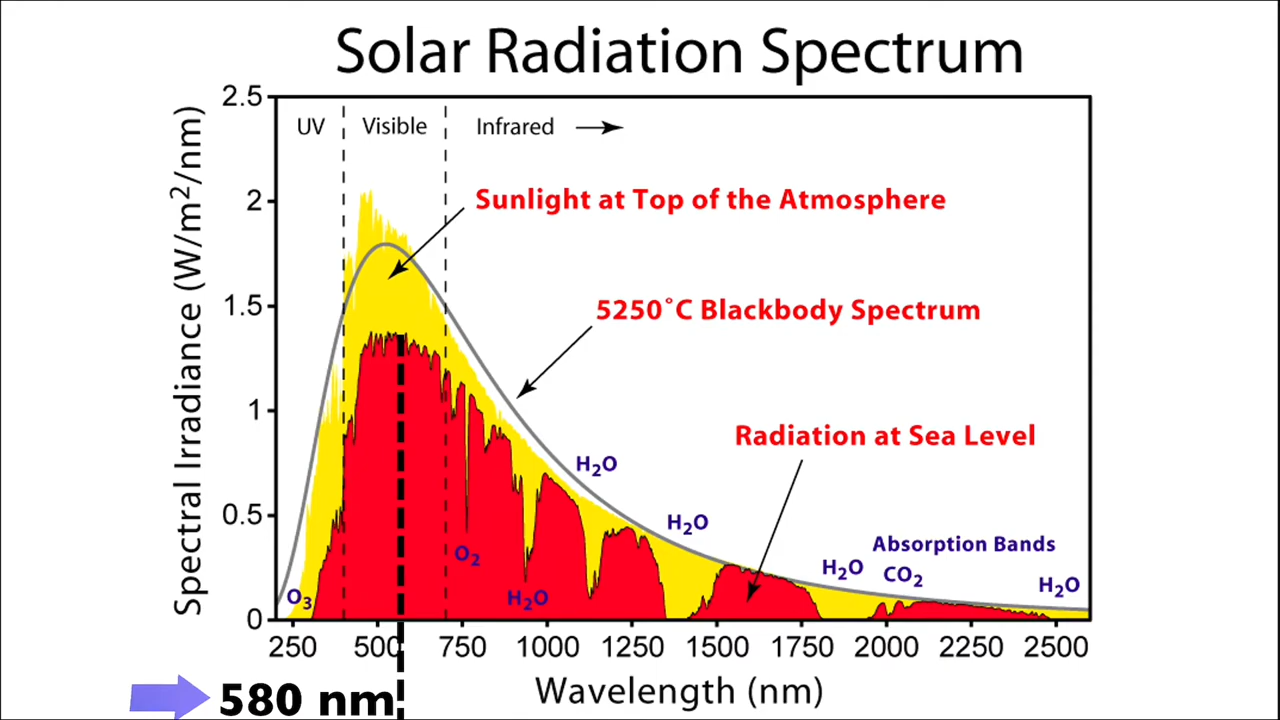 Solar Radiation Spectrum
2.5
UV
Visible
Infrared
Sunlight at Top of the Atmosphere
2
5250°C Blackbody Spectrum
1.5
Spectral Irradiance (W/m²/nm)
1
Radiation at Sea Level
H₂O
H₂O
0.5
Absorption Bands
O₂
H₂O
CO₂
H₂O
O₃
H₂O
0
250 500 750 1000 1250 1500 1750 2000 2250 2500
580 nm
Wavelength (nm)